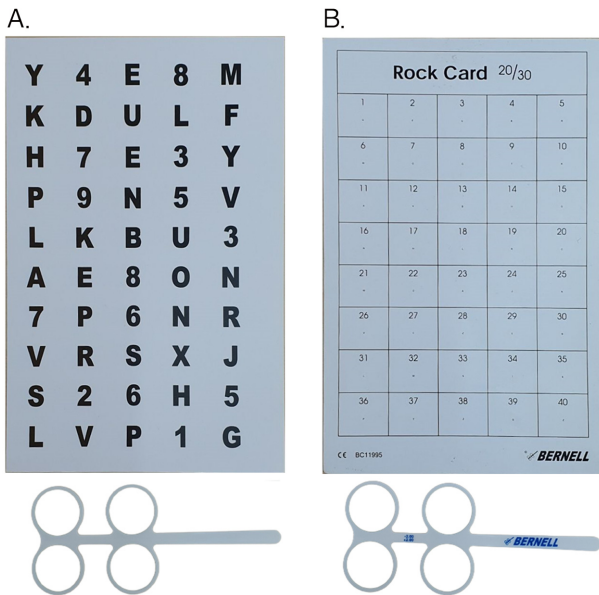 A.
Y 4 E 8 M
K D U L F
H 7 E 3 Y
P 9 N 5 V
L K B U 3
A E 8 O N
7 P 6 N R
V R S X J
S 2 6 H 5
L V P 1 G
B.
Rock Card 20/30
1 2 3 4 5
6 7 8 9 10
11 12 13 14 15
16 17 18 19 20
21 22 23 24 25
26 27 28 29 30
31 32 33 34 35
36 37 38 39 40
CE BC11995
BERNELL
BERNELL